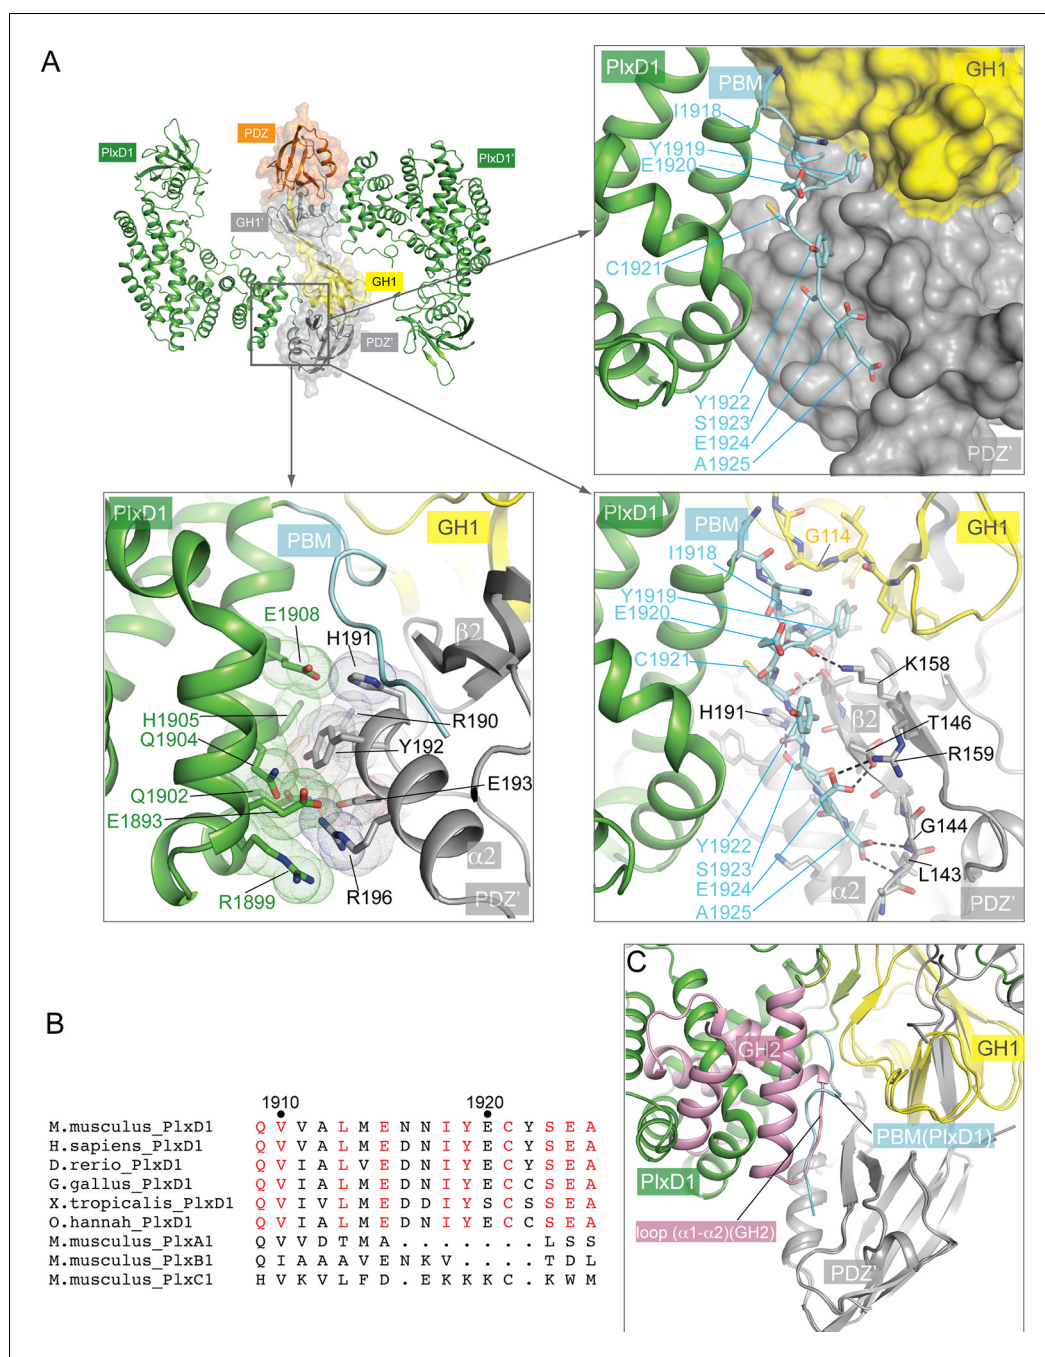 A
PlxD1
PDZ
PlxD1'
GH1'
GH1
PDZ'
PlxD1
PBM
GH1
I1918
Y1919
E1920
C1921
Y1922
S1923
E1924
A1925
PDZ'
PlxD1
PBM
GH1
E1908
H191
β2
H1905
R190
Q1904
Y192
Q1902
E193
E1893
α2
R1899
R196
PDZ'
PlxD1
PBM
G114
GH1
I1918
Y1919
E1920
C1921
K158
H191
β2
T146
R159
Y1922
G144
S1923
L143
E1924
α2
A1925
PDZ'
B
1910 1920
M.musculus_PlxD1 Q V V A L M E N N I Y E C Y S E A
H.sapiens_PlxD1 Q V V A L M E D N I Y E C Y S E A
D.rerio_PlxD1 Q V I A L V E D N I Y E C Y S E A
G.gallus_PlxD1 Q V I A L M E D N I Y E C C S E A
X.tropicalis_PlxD1 Q V I V L M E D D I Y S C S S E A
O.hannah_PlxD1 Q V I A L M E D N I Y E C C S E A
M.musculus_PlxA1 Q V V D T M A . . . . . . . L S S
M.musculus_PlxB1 Q I A A A V E N K V . . . . T D L
M.musculus_PlxC1 H V K V L F D . E K K K C . K W M
C
GH2
GH1
PBM(PlxD1)
PlxD1
loop (α1-α2)(GH2)
PDZ'